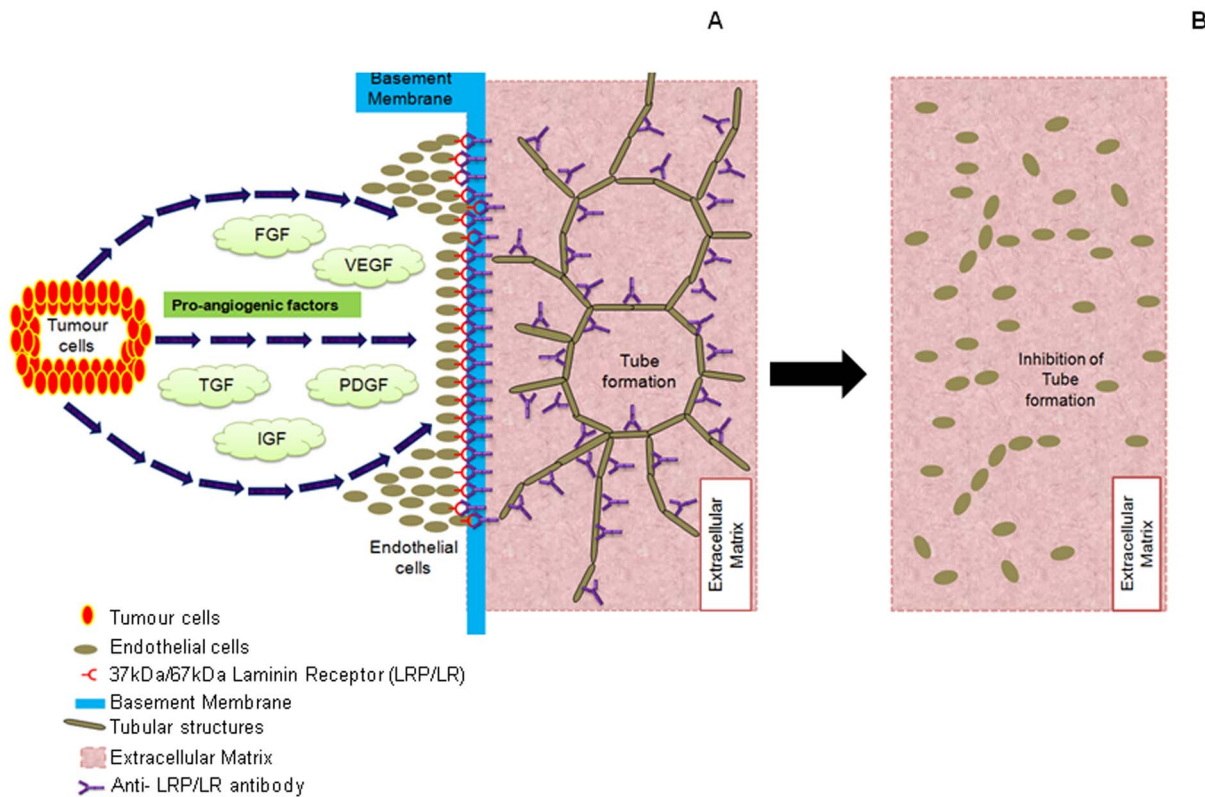 A
B
Basement
Membrane
FGF
VEGF
Pro-angiogenic factors
Tumour
cells
TGF
PDGF
IGF
Endothelial
cells
Tube
formation
Extracellular
Matrix
Inhibition of
Tube
formation
Extracellular
Matrix
Tumour cells
Endothelial cells
37kDa/67kDa Laminin Receptor (LRP/LR)
Basement Membrane
Tubular structures
Extracellular Matrix
Anti- LRP/LR antibody